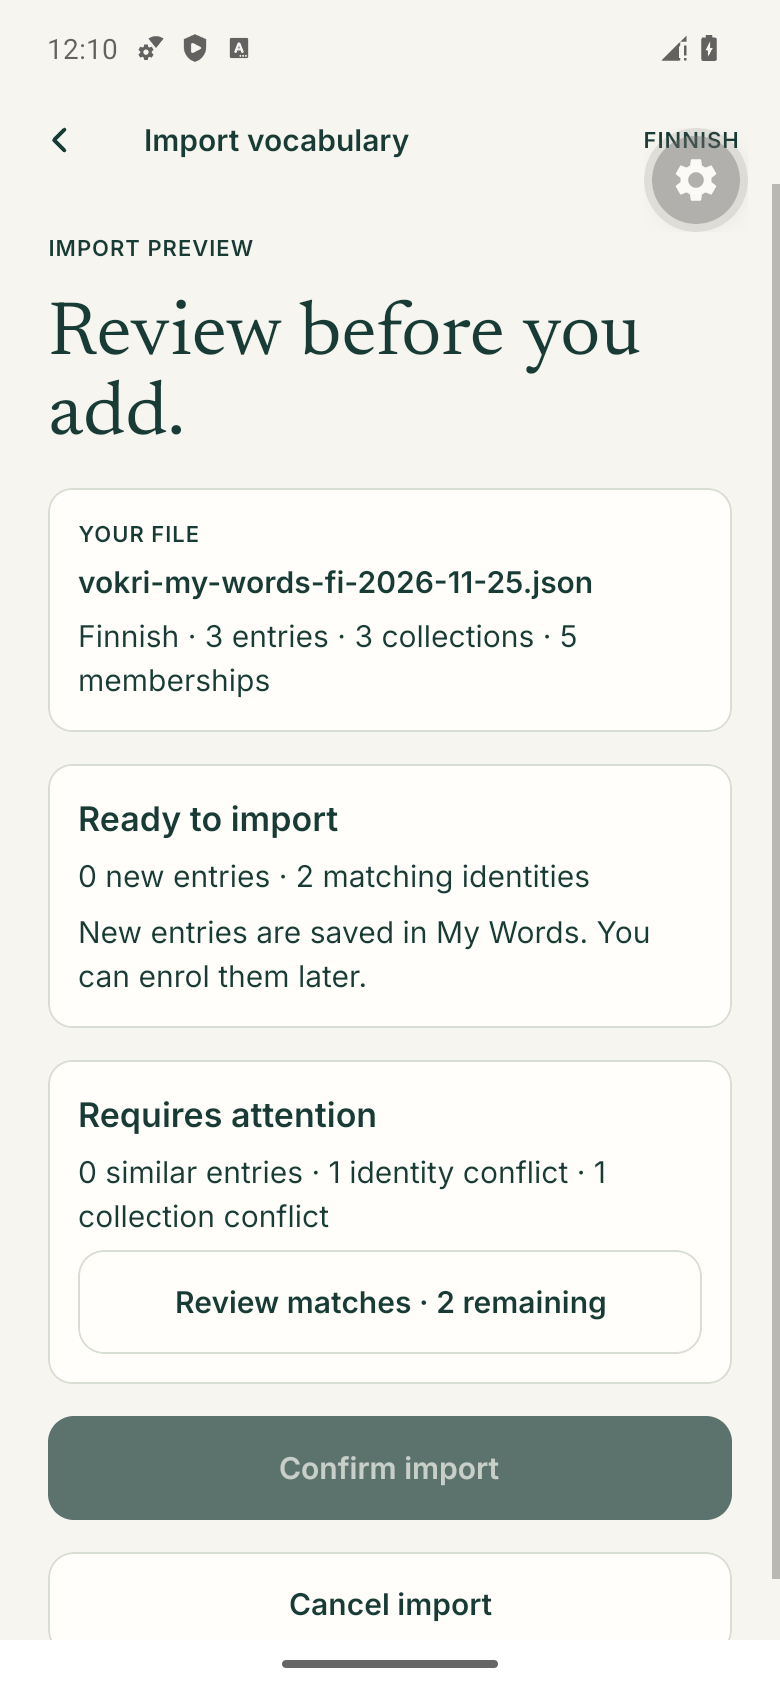 12:10
Import vocabulary
FINNISH
IMPORT PREVIEW
Review before you
add.
YOUR FILE
vokri-my-words-fi-2026-11-25.json
Finnish · 3 entries · 3 collections · 5
memberships
Ready to import
0 new entries · 2 matching identities
New entries are saved in My Words. You
can enrol them later.
Requires attention
0 similar entries · 1 identity conflict · 1
collection conflict
Review matches · 2 remaining
Confirm import
Cancel import